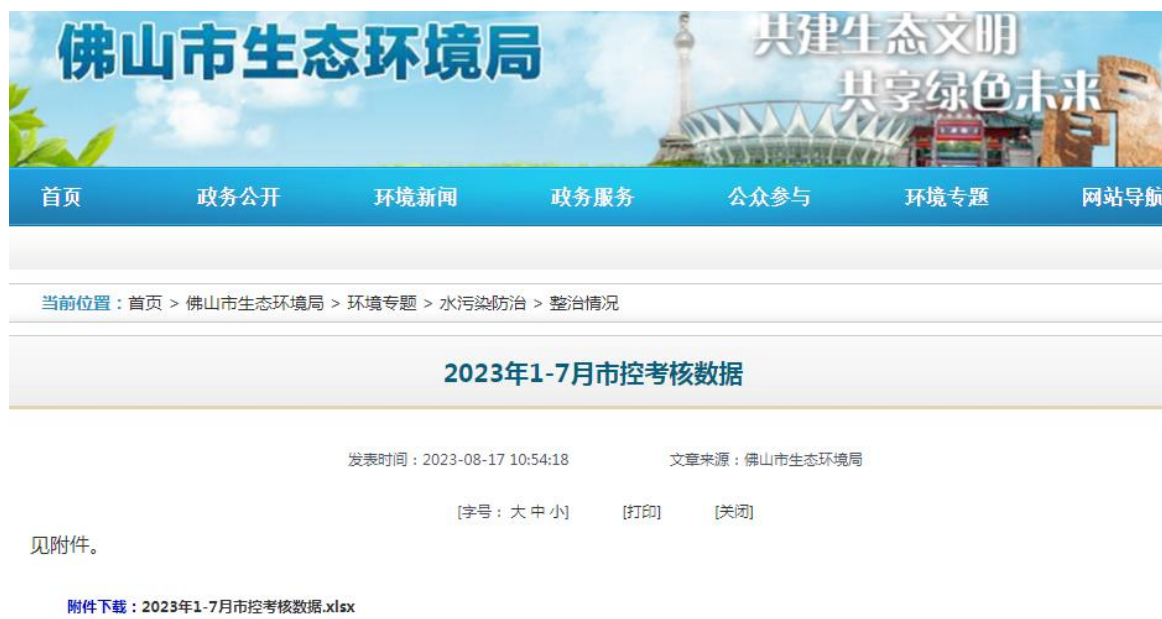 佛山市生态环境局
共建生态文明
共享绿色未来
首页 政务公开 环境新闻 政务服务 公众参与 环境专题 网站导航
当前位置：首页 > 佛山市生态环境局 > 环境专题 > 水污染防治 > 整治情况
2023年1-7月市控考核数据
发表时间：2023-08-17 10:54:18 文章来源：佛山市生态环境局
[字号：大 中 小] [打印] [关闭]
见附件。
附件下载：2023年1-7月市控考核数据.xlsx